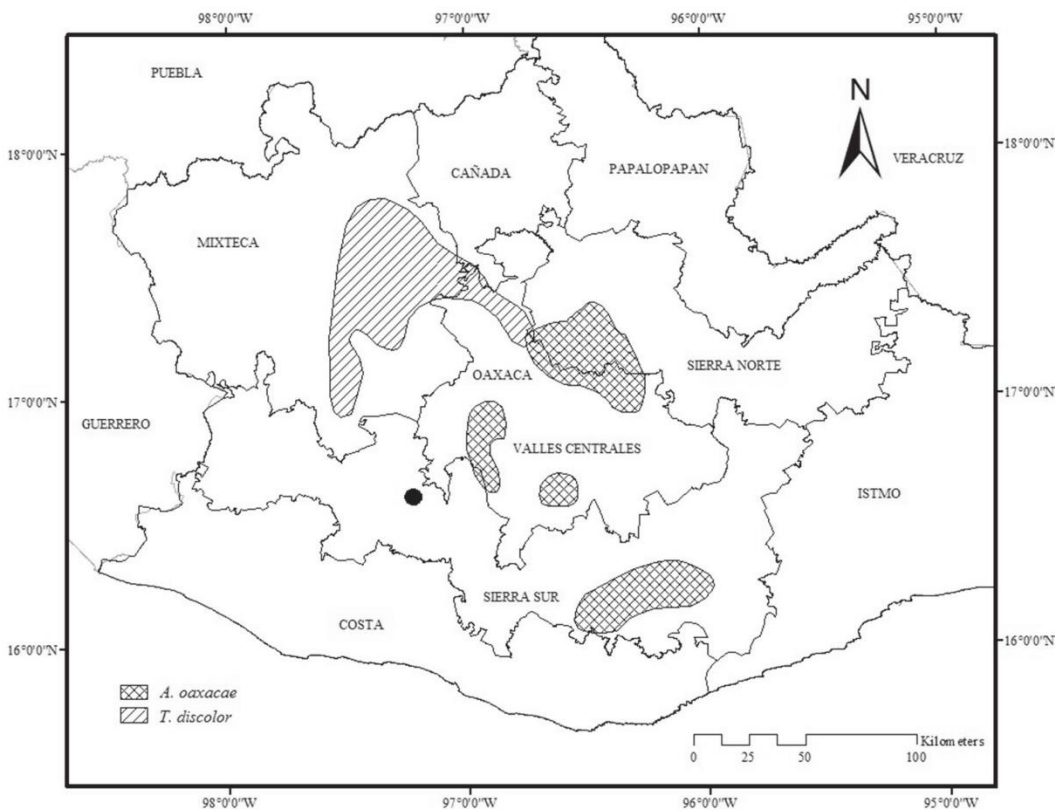 98°0'0"W 97°0'0"W 96°0'0"W 95°0'0"W
PUEBLA
N
18°0'0"N
18°0'0"N
CAÑADA
PAPALOPAPAN
VERACRUZ
MIXTECA
SIERRA NORTE
OAXACA
17°0'0"N
17°0'0"N
GUERRERO
VALLES CENTRALES
ISTMO
SIERRA SUR
COSTA
16°0'0"N
16°0'0"N
A. oaxacae
T. discolor
Kilometers
0 25 50 100
98°0'0"W 97°0'0"W 96°0'0"W 95°0'0"W